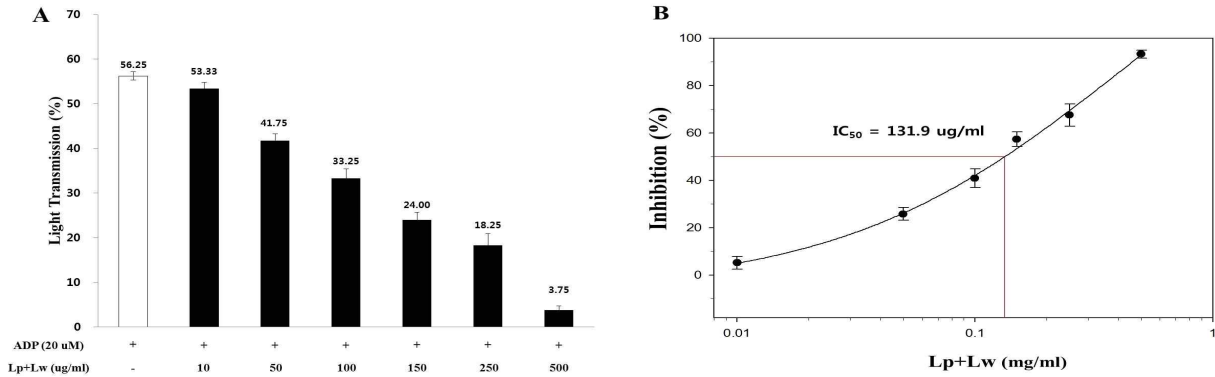 A
70
60
50
40
30
20
10
0
Light Transmission (%)
56.25
53.33
41.75
33.25
24.00
18.25
3.75
ADP (20 uM) + + + + + + +
Lp+Lw (ug/ml) - 10 50 100 150 250 500
B
100
80
60
40
20
0
Inhibition (%)
IC50 = 131.9 ug/ml
0.01 0.1 1
Lp+Lw (mg/ml)